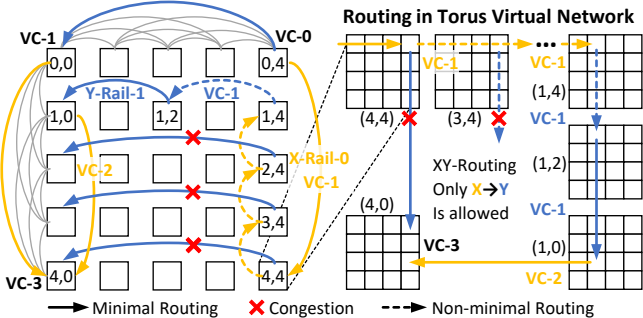 VC-1
VC-0
0,0
0,4
Y-Rail-1
VC-1
1,0
1,2
1,4
VC-2
X-Rail-0
VC-1
2,4
3,4
4,0
4,4
VC-3
Routing in Torus Virtual Network
VC-1
•••
VC-1
(1,4)
(4,4)
(3,4)
VC-1
XY-Routing
Only X→Y
Is allowed
(1,2)
VC-1
(4,0)
(1,0)
VC-3
VC-2
Minimal Routing
Congestion
Non-minimal Routing